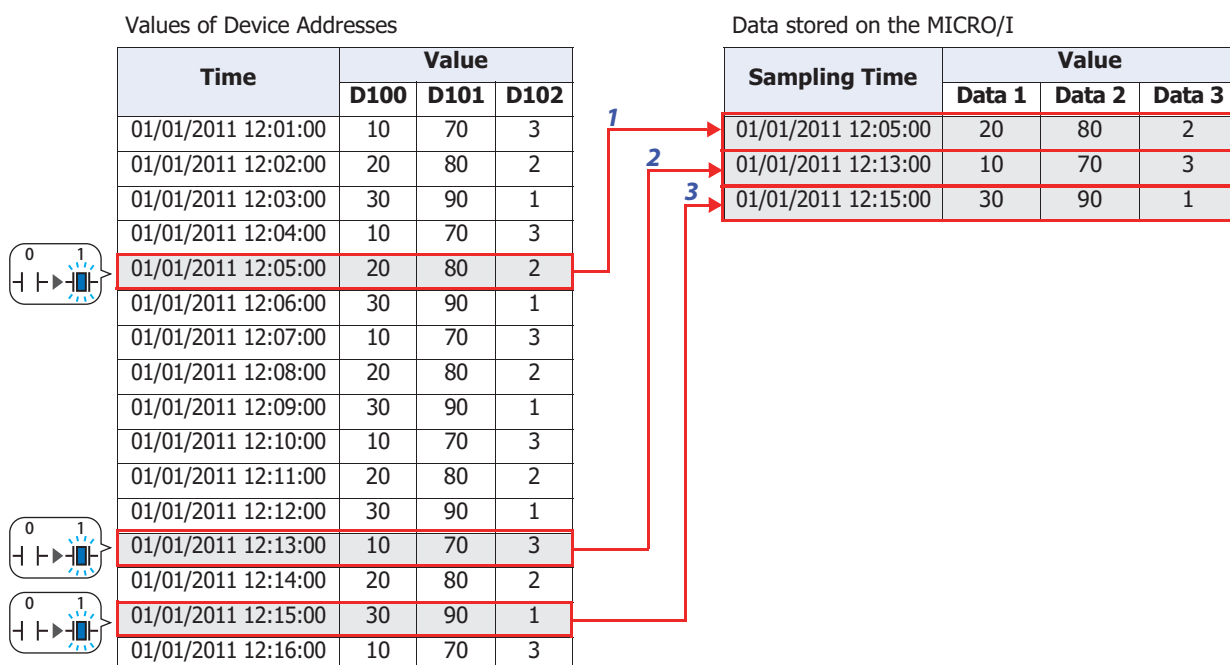 Values of Device Addresses
Time Value
D100 D101 D102
01/01/2011 12:01:00 10 70 3
01/01/2011 12:02:00 20 80 2
01/01/2011 12:03:00 30 90 1
01/01/2011 12:04:00 10 70 3
0 1
01/01/2011 12:05:00 20 80 2
01/01/2011 12:06:00 30 90 1
01/01/2011 12:07:00 10 70 3
01/01/2011 12:08:00 20 80 2
01/01/2011 12:09:00 30 90 1
01/01/2011 12:10:00 10 70 3
01/01/2011 12:11:00 20 80 2
01/01/2011 12:12:00 30 90 1
0 1
01/01/2011 12:13:00 10 70 3
01/01/2011 12:14:00 20 80 2
0 1
01/01/2011 12:15:00 30 90 1
01/01/2011 12:16:00 10 70 3
1
2
3
Data stored on the MICRO/I
Sampling Time Value
Data 1 Data 2 Data 3
01/01/2011 12:05:00 20 80 2
01/01/2011 12:13:00 10 70 3
01/01/2011 12:15:00 30 90 1